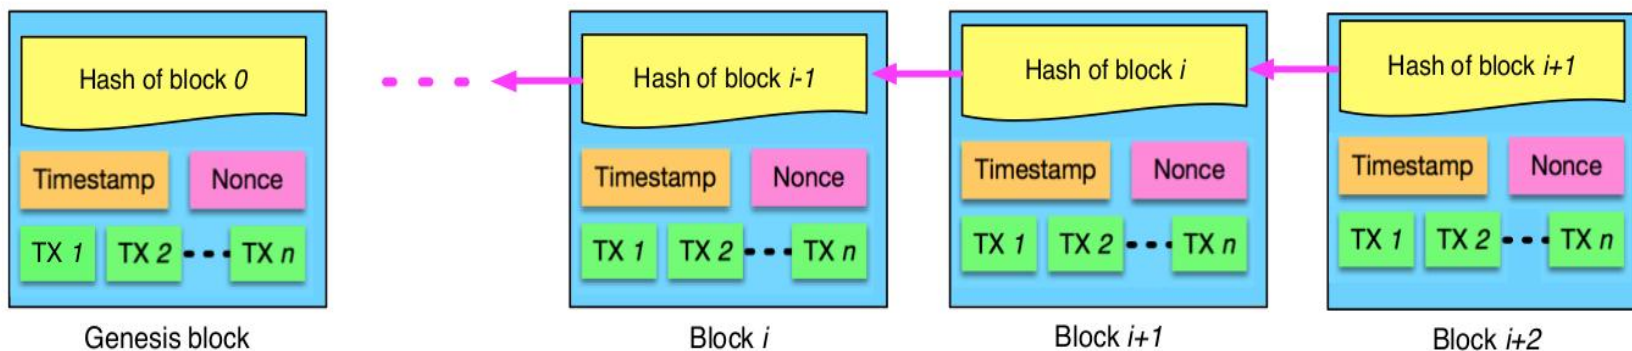 Hash of block 0
Timestamp
Nonce
TX 1
TX 2
TX n
Genesis block
Hash of block i-1
Timestamp
Nonce
TX 1
TX 2
TX n
Block i
Hash of block i
Timestamp
Nonce
TX 1
TX 2
TX n
Block i+1
Hash of block i+1
Timestamp
Nonce
TX 1
TX 2
TX n
Block i+2